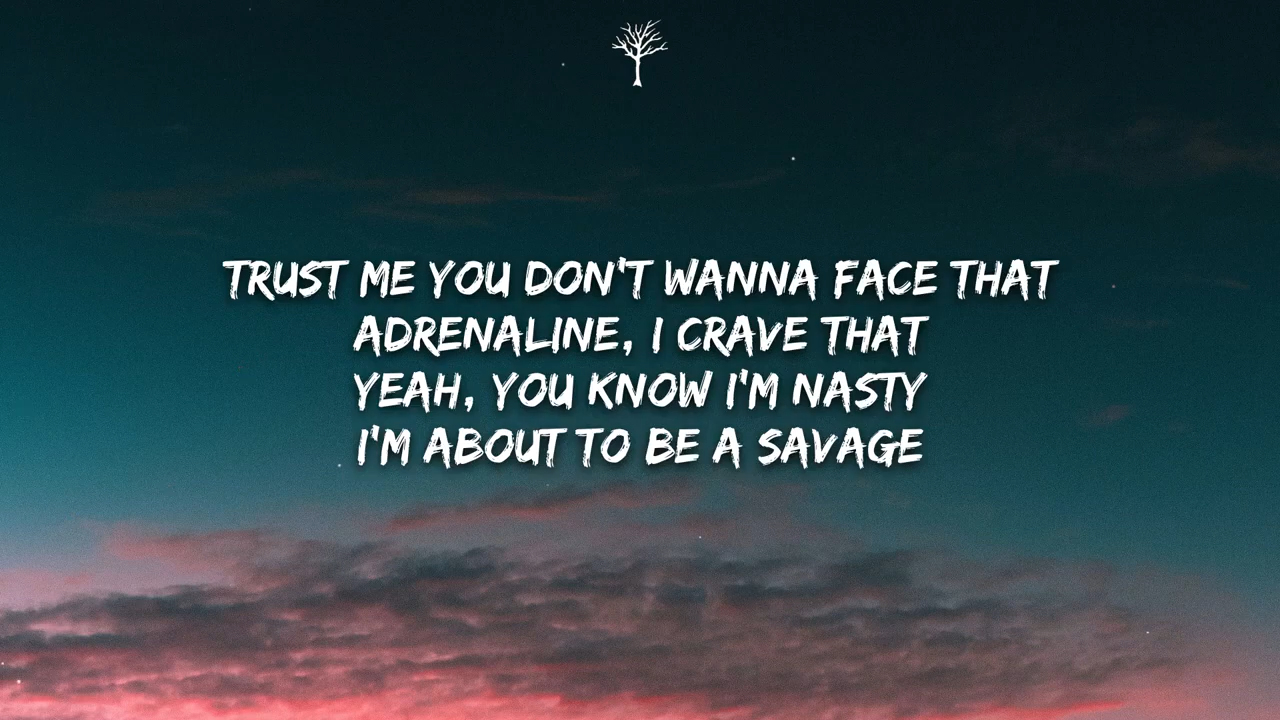 TRUST ME YOU DON'T WANNA FACE THAT
ADRENALINE, I CRAVE THAT
YEAH, YOU KNOW I'M NASTY
I'M ABOUT TO BE A SAVAGE